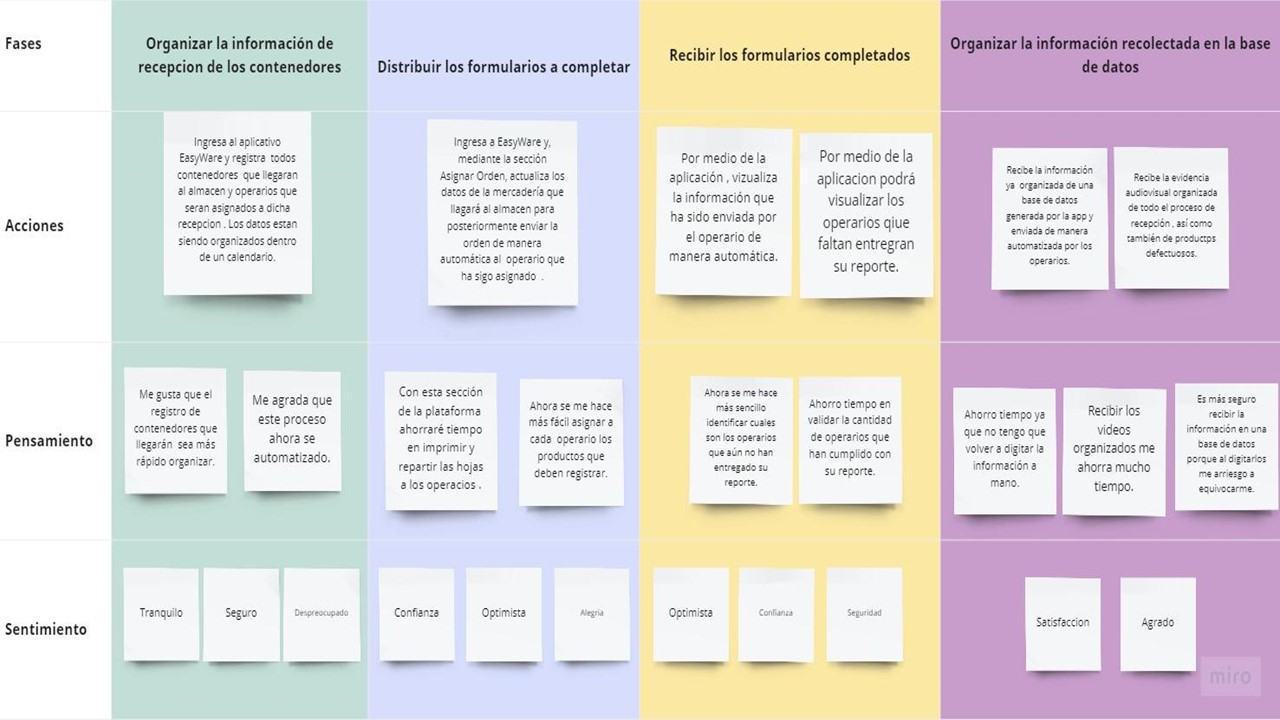 Fases
Organizar la información de
recepcion de los contenedores
Distribuir los formularios a completar
Recibir los formularios completados
Organizar la información recolectada en la base
de datos
Acciones
Ingresa al aplicativo
EasyWare y registra todos
contenedores que llegaran
al almacen y operarios que
seran asignados a dicha
recepcion . Los datos estan
siendo organizados dentro
de un calendario.
Ingresa a EasyWare y,
mediante la sección
Asignar Orden, actualiza los
datos de la mercadería que
llagará al almacen para
posteriormente enviar la
orden de manera
automática al operario que
ha sigo asignado .
Por medio de la
aplicación , vizualiza
la información que
ha sido enviada por
el operario de
manera automática.
Por medio de la
aplicacion podrá
visualizar los
operarios qiue
faltan entregran
su reporte.
Recibe la información
ya organizada de una
base de datos
generada por la app y
enviada de manera
automatizada por los
operarios.
Recibe la evidencia
audiovisual organizada
de todo el proceso de
recepción , así como
también de productps
defectuosos.
Pensamiento
Me gusta que el
registro de
contenedores que
llegarán sea más
rápido organizar.
Me agrada que
este proceso
ahora se
automatizado.
Con esta sección
de la plataforma
ahorraré tiempo
en imprimir y
repartir las hojas
a los operacios .
Ahora se me hace
más fácil asignar a
cada operario los
productos que
deben registrar.
Ahora se me hace
más sencillo
identificar cuales
son los operarios
que aún no han
entregado su
reporte.
Ahorro tiempo en
validar la cantidad
de operarios que
han cumplido con
su reporte.
Ahorro tiempo ya
que no tengo que
volver a digitar la
información a
mano.
Recibir los
videos
organizados me
ahorra mucho
tiempo.
Es más seguro
recibir la
información en una
base de datos
porque al digitarlos
me arriesgo a
equivocarme.
Sentimiento
Tranquilo
Seguro
Despreocupado
Confianza
Optimista
Alegria
Optimista
Confianza
Seguridad
Satisfaccion
Agrado
miro